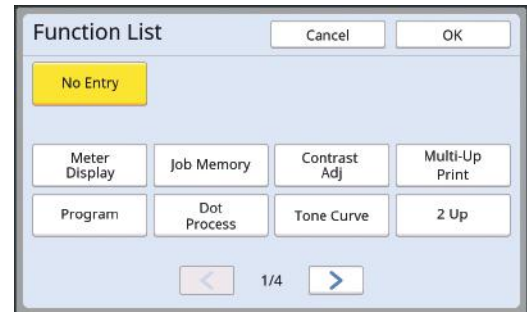 Function List
Cancel
OK
No Entry
Meter
Display
Job Memory
Contrast
Adj
Multi-Up
Print
Program
Dot
Process
Tone Curve
2 Up
<
1/4
>